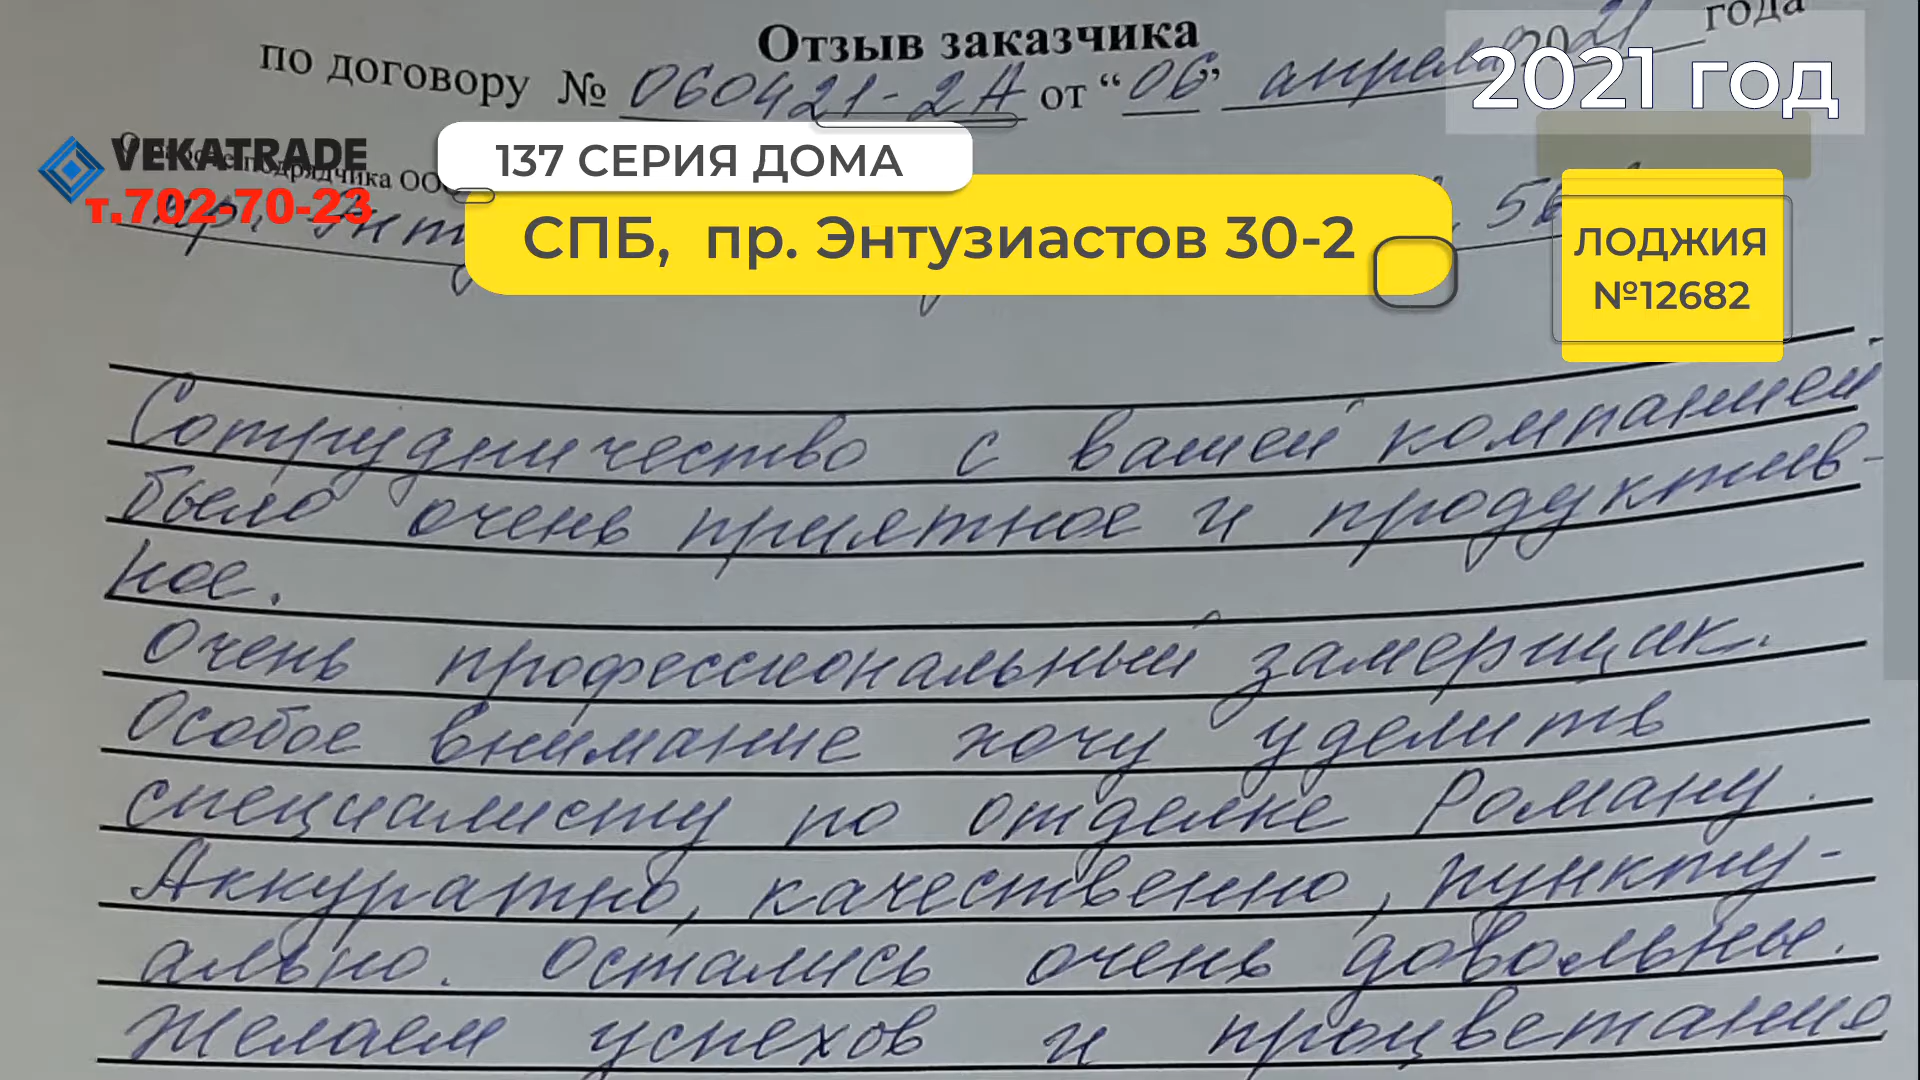 Отзыв заказчика
по договору № 060421-2А от “06” апреля 2021 года
2021 год
VEKATRADE
т.702-70-23
137 СЕРИЯ ДОМА
СПБ, пр. Энтузиастов 30-2
ЛОДЖИЯ
№12682
подрядчика ООО
Сотрудничество с вашей компанией
было очень приятное и продуктив-
ное.
Очень профессиональный замерщик.
Особое внимание хочу уделить
специалисту по отделке Роману.
Аккуратно, качественно, пункту-
ально. Остались очень довольны.
Желаем успехов и процветания